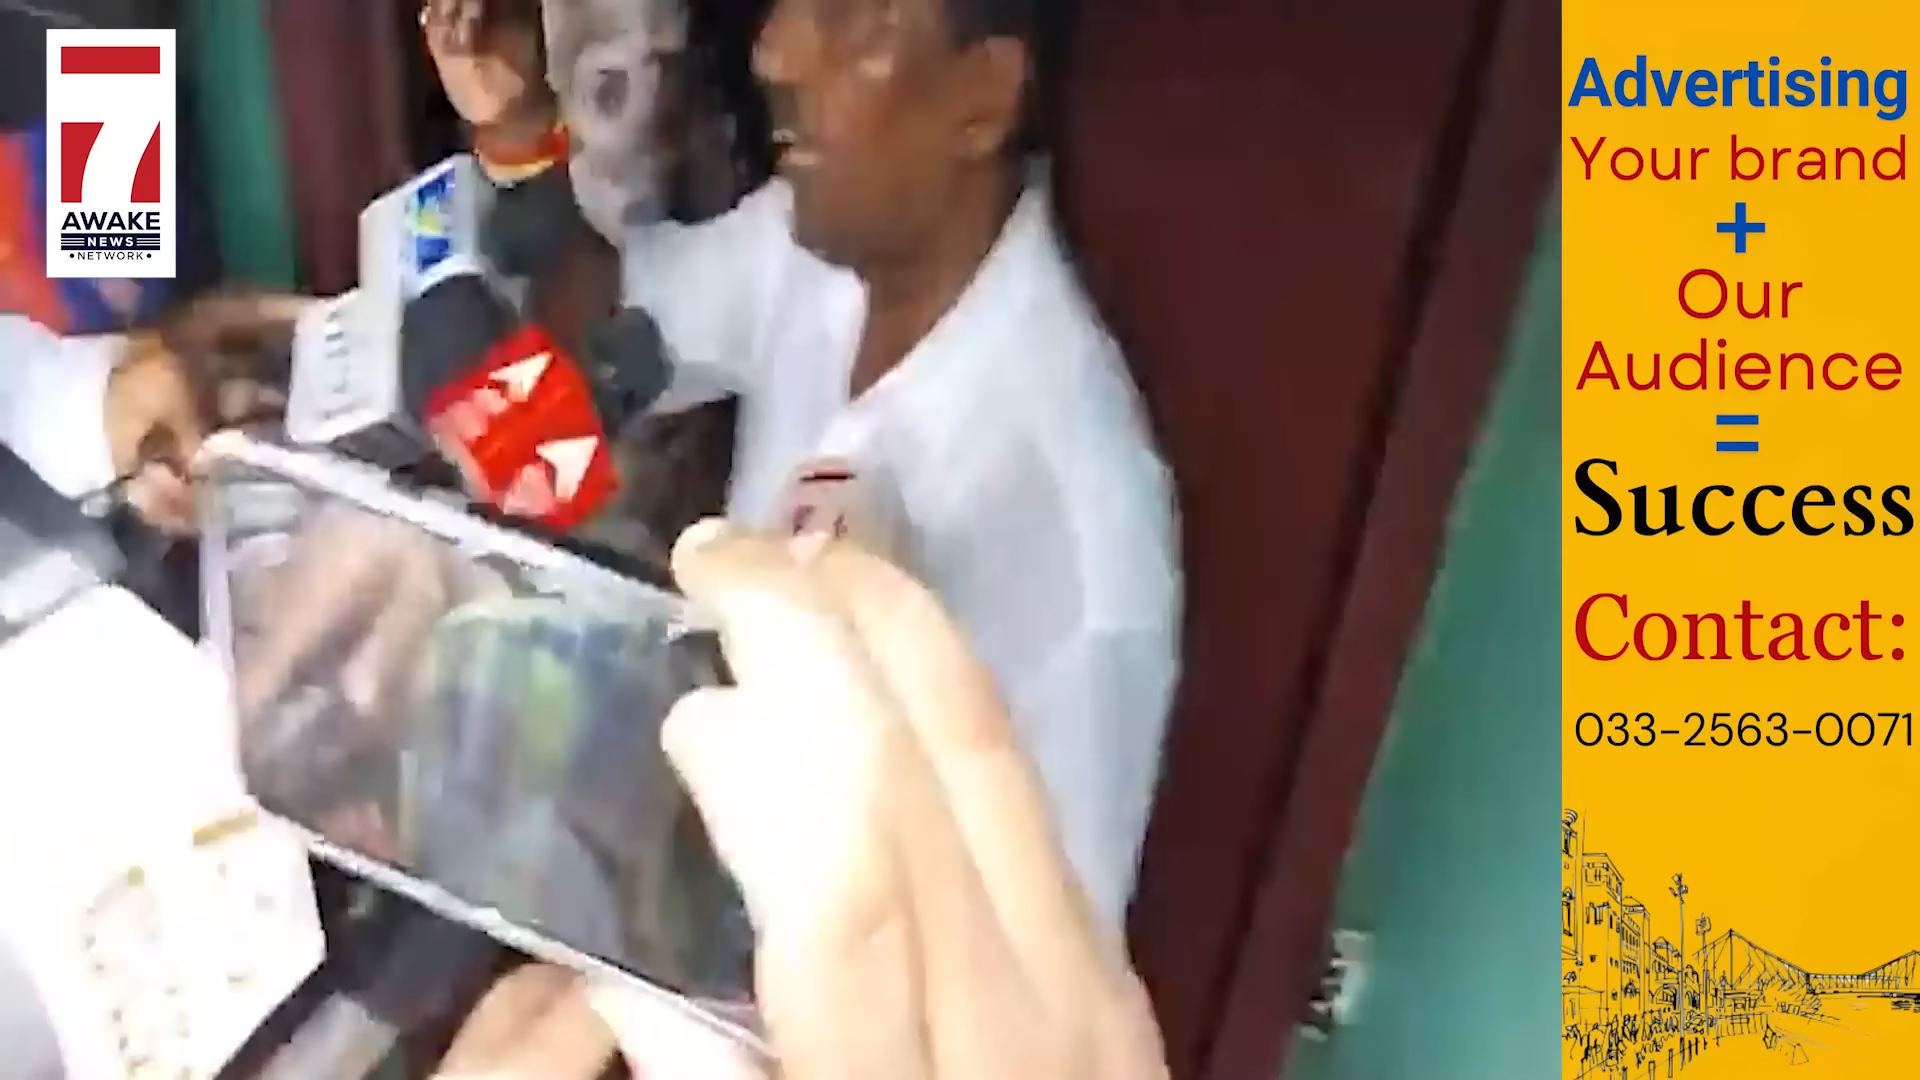 7
AWAKE
NEWS
•NETWORK•
Advertising
Your brand
+
Our
Audience
=
Success
Contact:
033-2563-0071